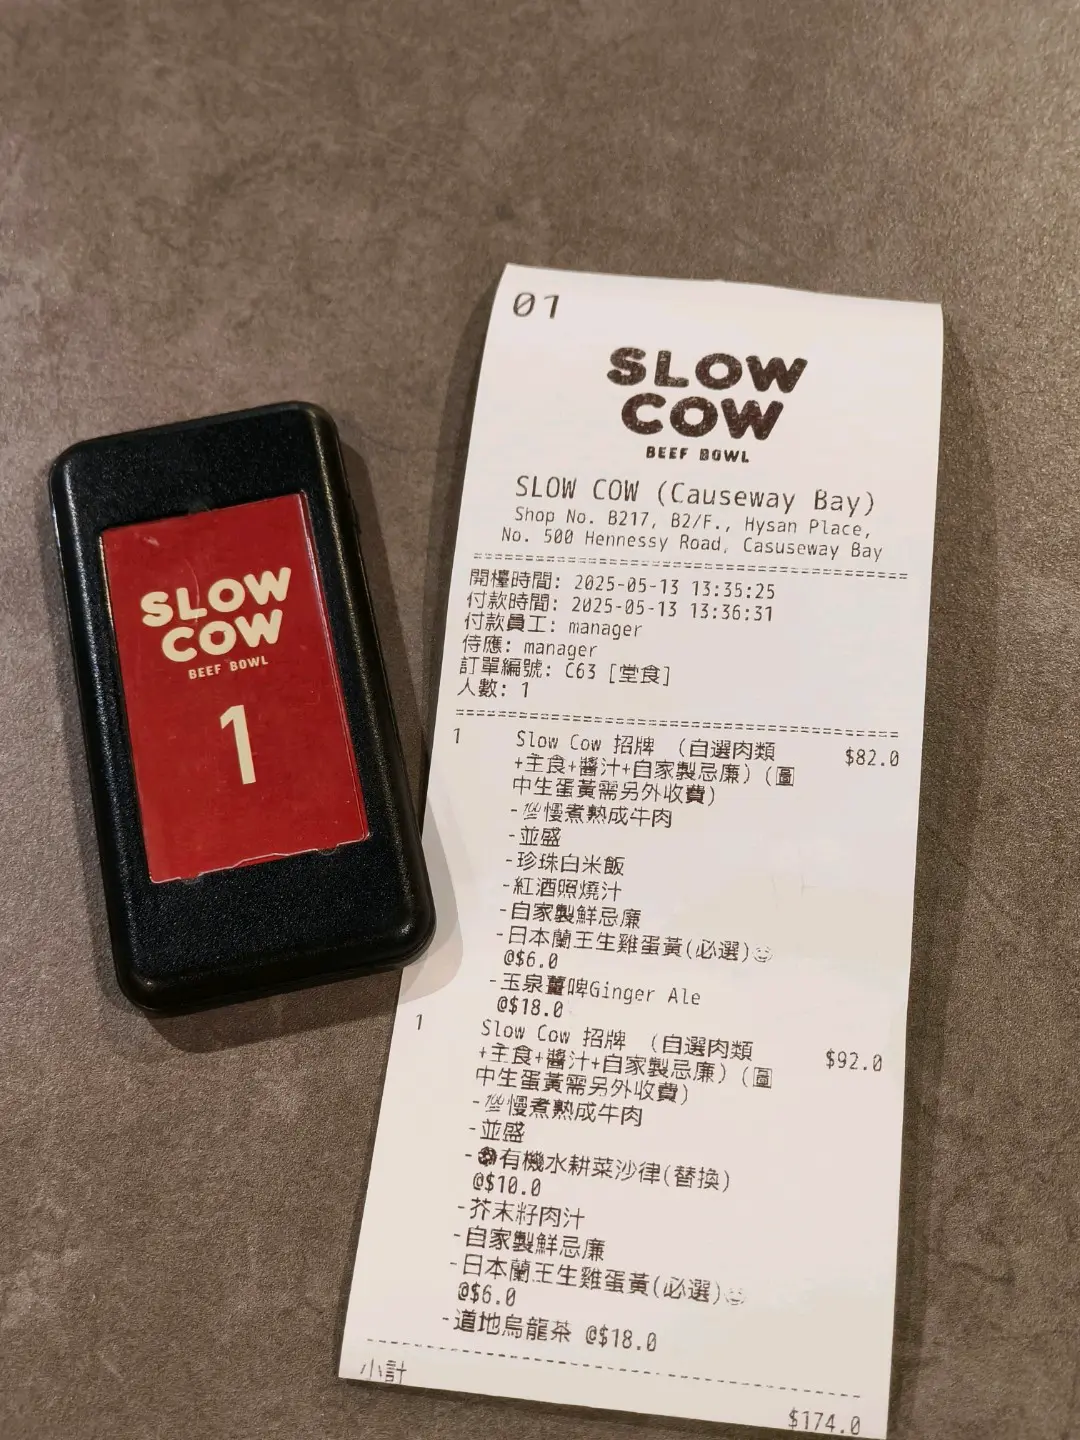 SLOW
COW
BEEF BOWL
1
01
SLOW
COW
BEEF BOWL
SLOW COW (Causeway Bay)
Shop No. B217, B2/F., Hysan Place,
No. 500 Hennessy Road, Casuseway Bay
開檯時間: 2025-05-13 13:35:25
付款時間: 2025-05-13 13:36:31
付款員工: manager
侍應: manager
訂單編號: C63 [堂食]
人數: 1
1 Slow Cow 招牌 (自選肉類 $82.0
+主食+醬汁+自家製忌廉) (圖
中生蛋黃需另外收費)
-慢煮熟成牛肉
-並盛
-珍珠白米飯
-紅酒照燒汁
-自家製鮮忌廉
-日本蘭王生雞蛋黃(必選)
@$6.0
-玉泉薑啤Ginger Ale
@$18.0
1 Slow Cow 招牌 (自選肉類 $92.0
+主食+醬汁+自家製忌廉) (圖
中生蛋黃需另外收費)
-慢煮熟成牛肉
-並盛
-有機水耕菜沙律(替換)
@$10.0
-芥末籽肉汁
-自家製鮮忌廉
-日本蘭王生雞蛋黃(必選)
@$6.0
-道地烏龍茶 @$18.0
小計
$174.0